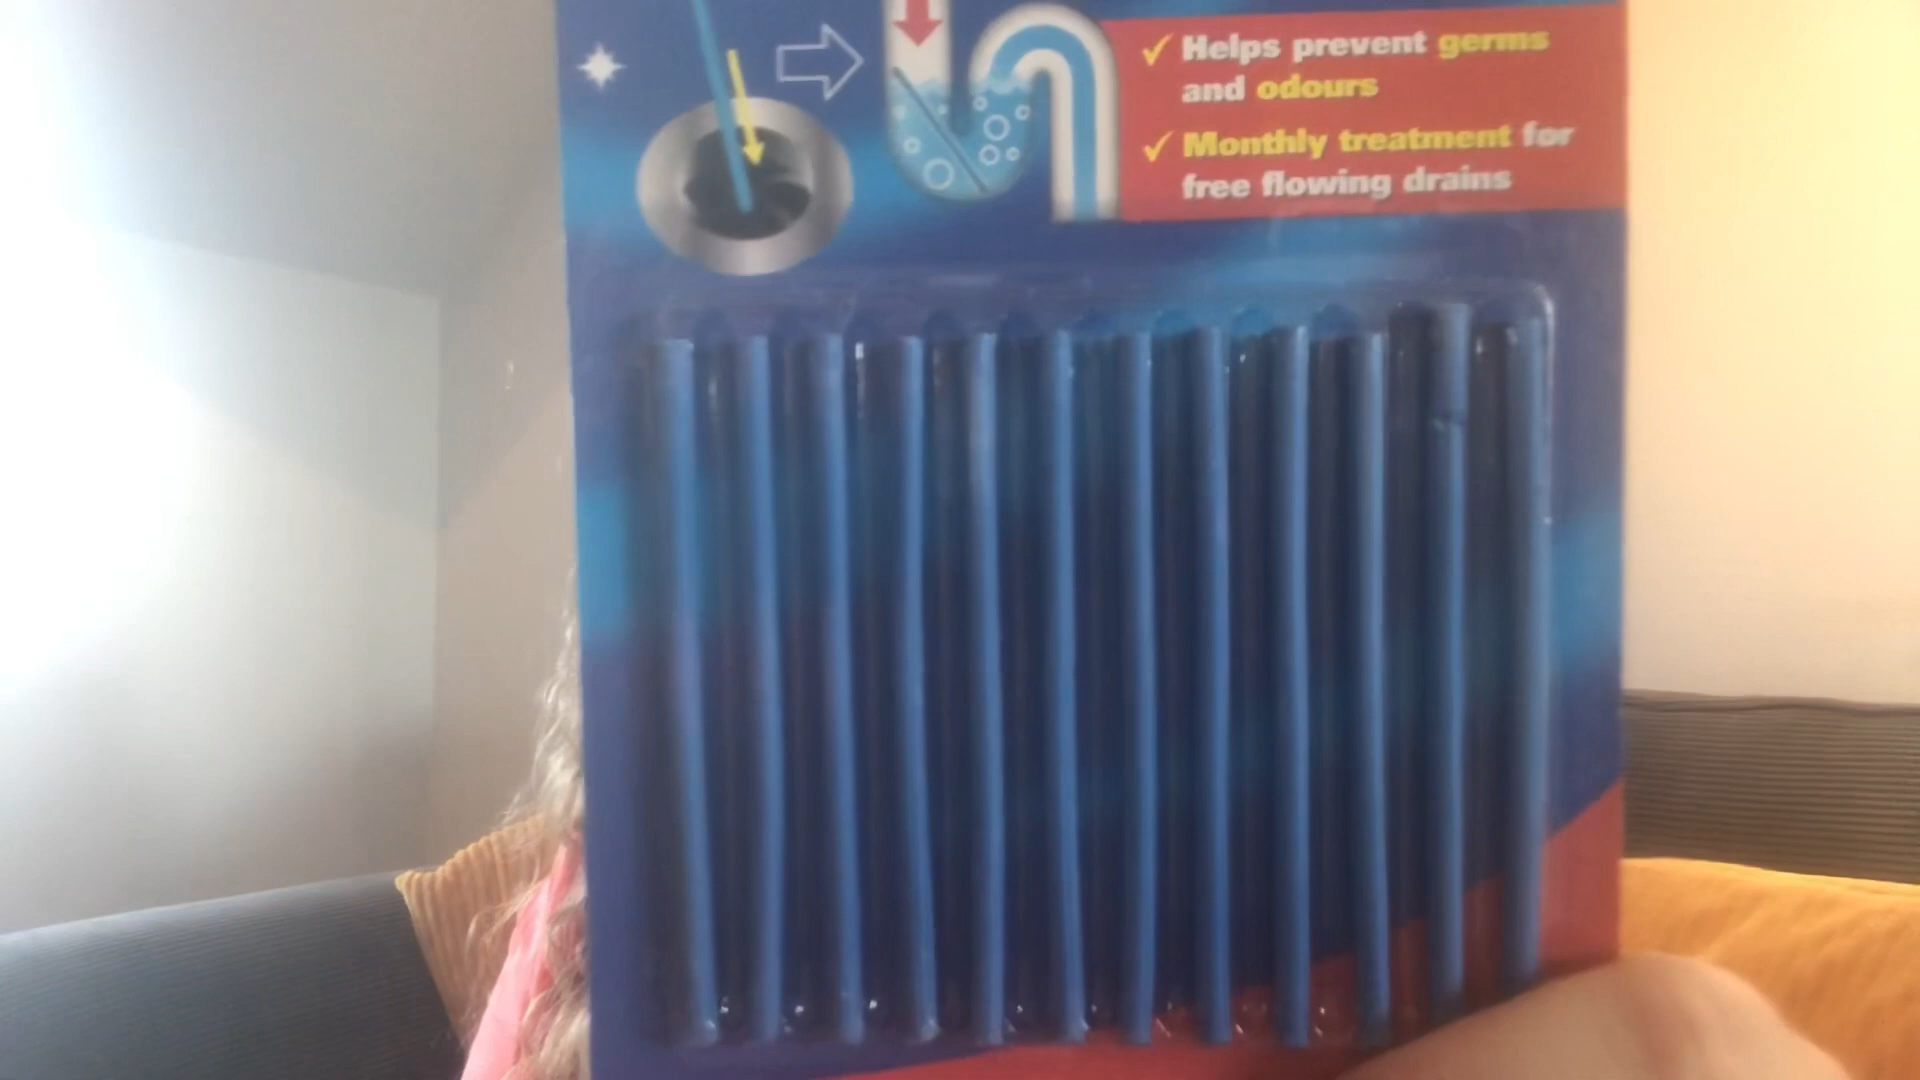 ✓ Helps prevent germs
and odours
✓ Monthly treatment for
free flowing drains